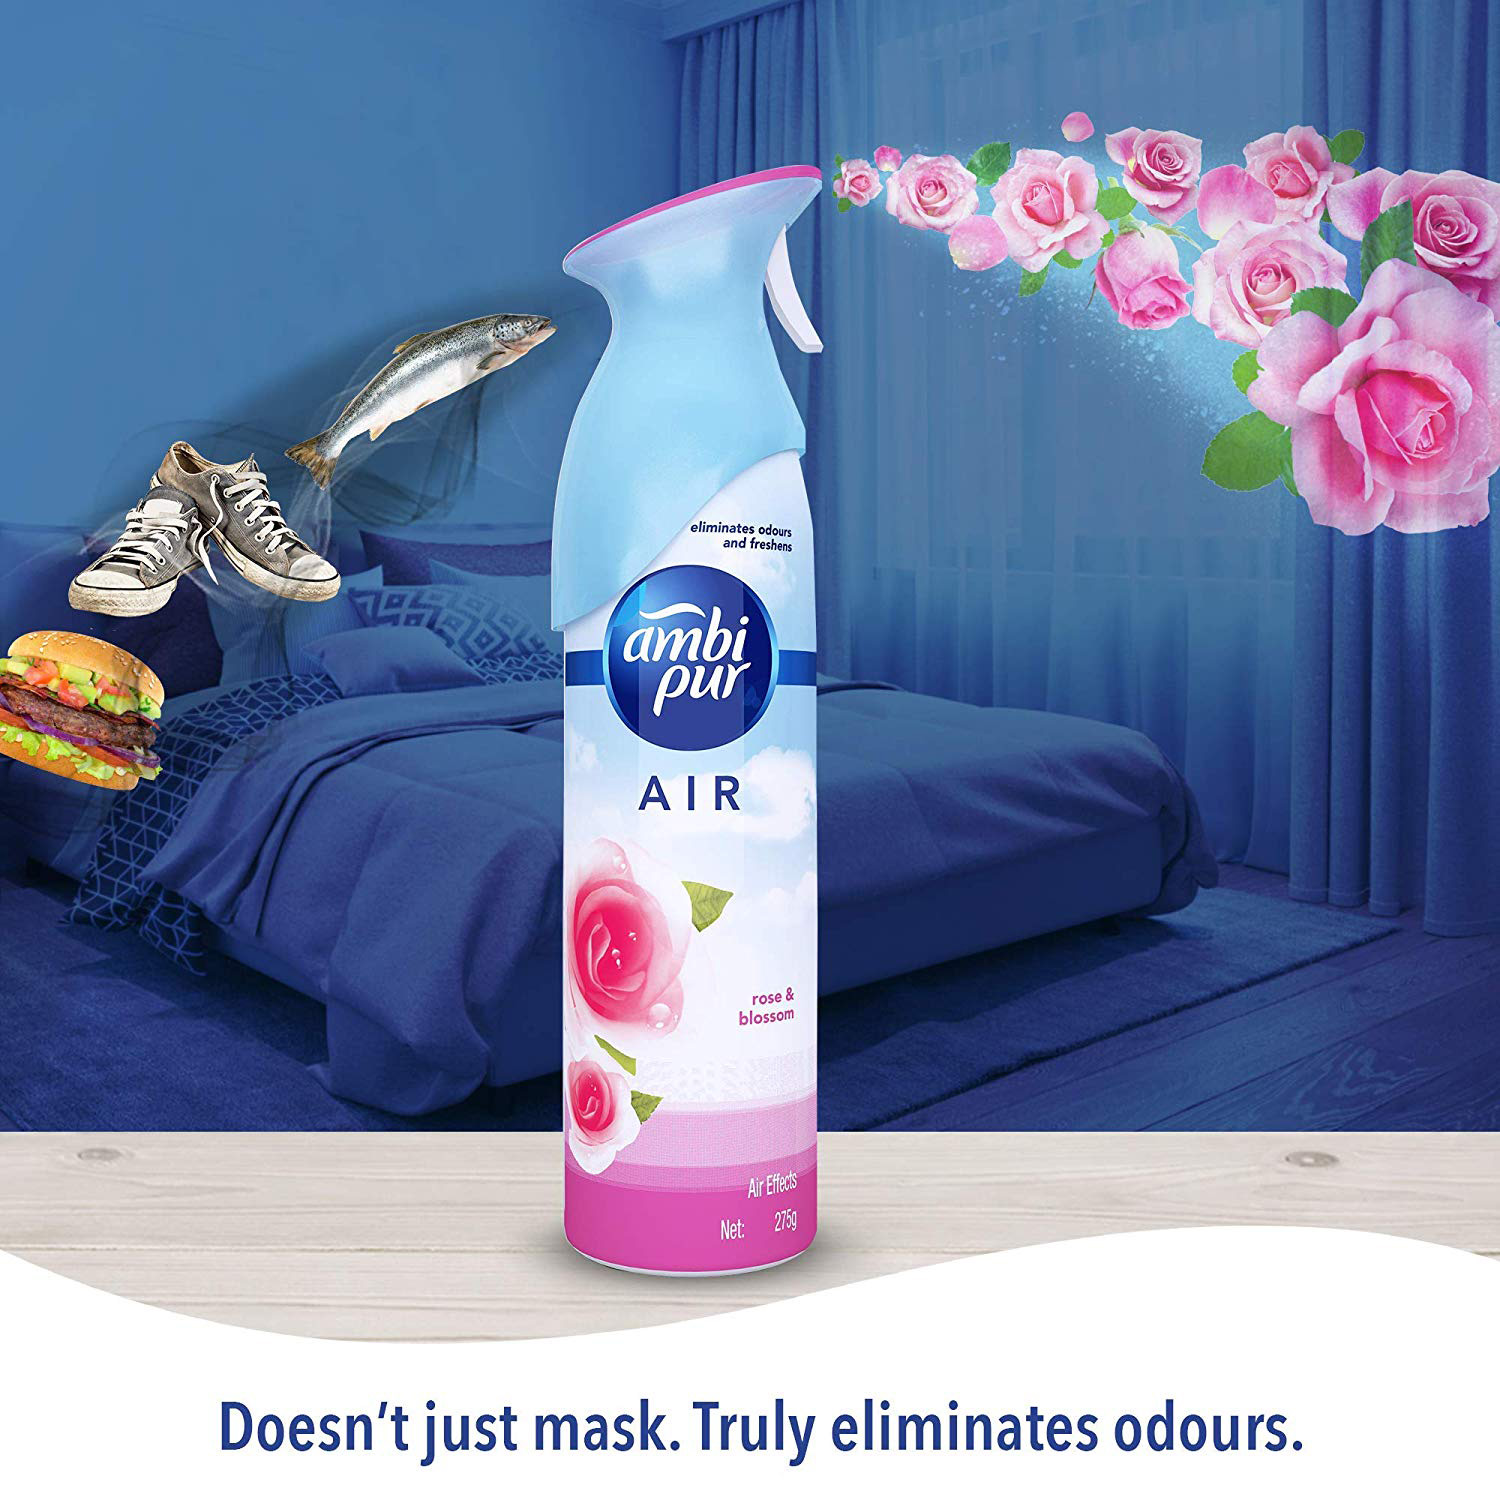 eliminates odours
and freshens
ambi
pur
AIR
rose &
blossom
Air Effects
Net: 275g
Doesn't just mask. Truly eliminates odours.